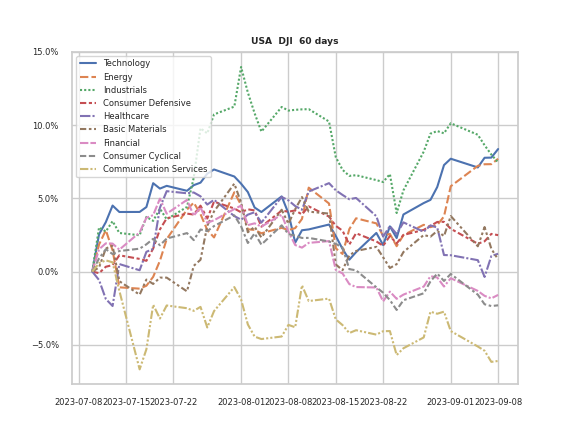 USA DJI 60 days
15.0%
10.0%
5.0%
0.0%
−5.0%
Technology
Energy
Industrials
Consumer Defensive
Healthcare
Basic Materials
Financial
Consumer Cyclical
Communication Services
2023-07-08
2023-07-15
2023-07-22
2023-08-01
2023-08-08
2023-08-15
2023-08-22
2023-09-01
2023-09-08